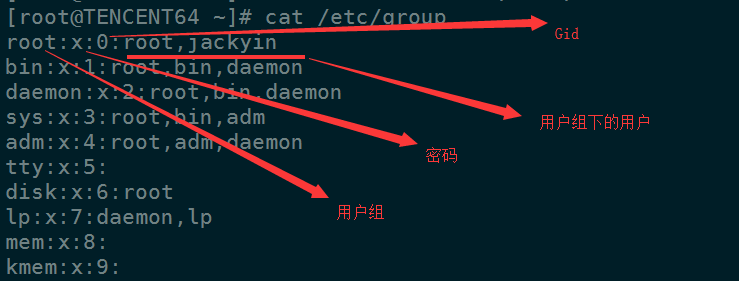 [root@TENCENT64 ~]# cat /etc/group
root:x:0:root,jackyin
Gid
bin:x:1:root,bin,daemon
daemon:x:2:root,bin,daemon
sys:x:3:root,bin,adm
用户组下的用户
adm:x:4:root,adm,daemon
密码
tty:x:5:
disk:x:6:root
lp:x:7:daemon,lp
用户组
mem:x:8:
kmem:x:9: